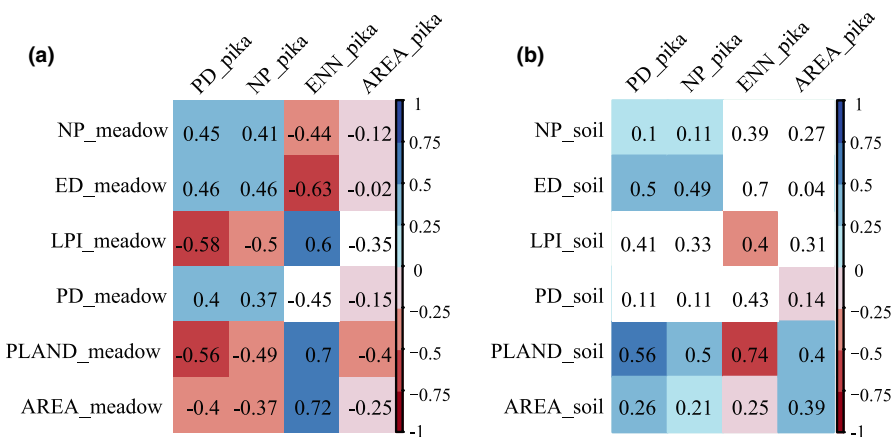 (a)
PD_pika NP_pika ENN_pika AREA_pika
NP_meadow 0.45 0.41 -0.44 -0.12
ED_meadow 0.46 0.46 -0.63 -0.02
LPI_meadow -0.58 -0.5 0.6 -0.35
PD_meadow 0.4 0.37 -0.45 -0.15
PLAND_meadow -0.56 -0.49 0.7 -0.4
AREA_meadow -0.4 -0.37 0.72 -0.25
1
0.75
0.5
0.25
0
-0.25
-0.5
-0.75
-1
(b)
PD_pika NP_pika ENN_pika AREA_pika
NP_soil 0.1 0.11 0.39 0.27
ED_soil 0.5 0.49 0.7 0.04
LPI_soil 0.41 0.33 0.4 0.31
PD_soil 0.11 0.11 0.43 0.14
PLAND_soil 0.56 0.5 0.74 0.4
AREA_soil 0.26 0.21 0.25 0.39
1
0.75
0.5
0.25
0
-0.25
-0.5
-0.75
-1